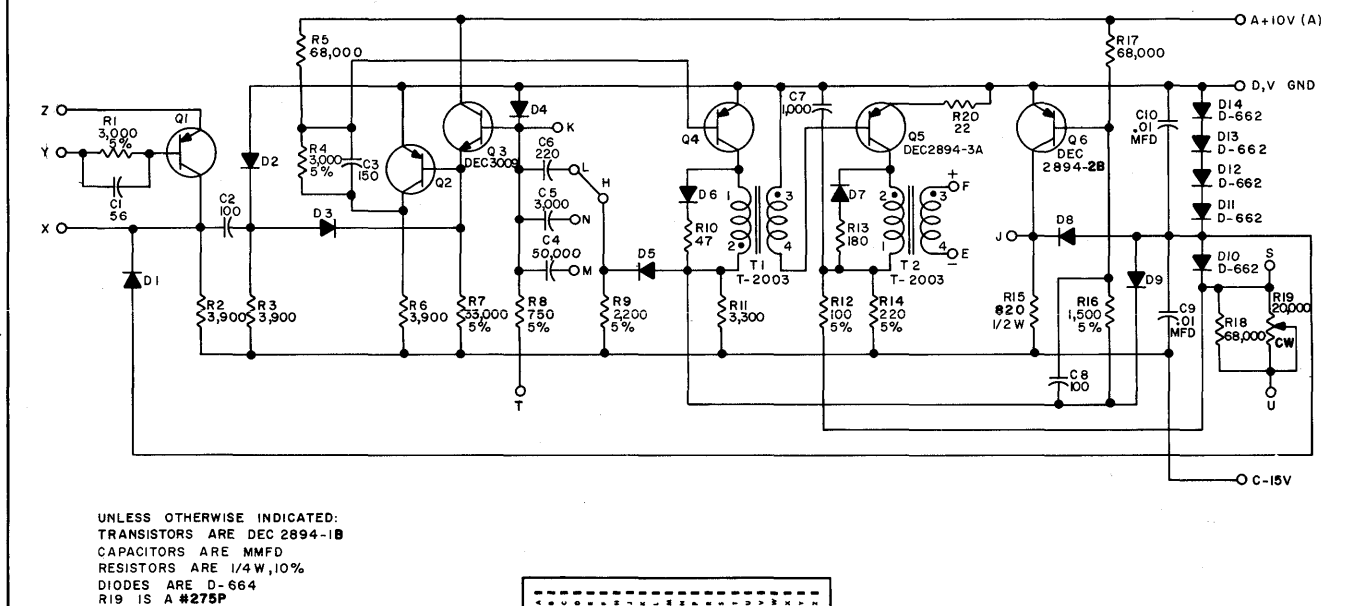 A+10V (A)
R5
68,000
R17
68,000
D,V GND
Z
Q1
R1
3,000
5%
Y
C1
56
X
C2
100
D1
D2
D3
R2
3,900
R3
3,900
R4
3,000
5%
C3
150
Q2
Q3
DEC3009
D4
K
C6
220
L
H
C5
3,000
N
C4
50,000
M
D5
R6
3,900
R7
33,000
5%
R8
750
5%
R9
2,200
5%
T
Q4
D6
R10
47
1
2
3
4
T1
T-2003
R11
3,300
C7
1,000
Q5
DEC2894-3A
R20
22
D7
R13
180
2
1
3
4
+
F
E
–
T2
T-2003
R12
100
5%
R14
220
5%
Q6
DEC
2894-2B
J
D8
D9
R15
820
1/2W
R16
1,500
5%
C8
100
C10
.01
MFD
C9
.01
MFD
D14
D-662
D13
D-662
D12
D-662
D11
D-662
D10
D-662
S
R18
68,000
R19
20,000
CW
U
C-15V
UNLESS OTHERWISE INDICATED:
TRANSISTORS ARE DEC 2894-1B
CAPACITORS ARE MMFD
RESISTORS ARE 1/4W,10%
DIODES ARE D-664
R19 IS A #275P